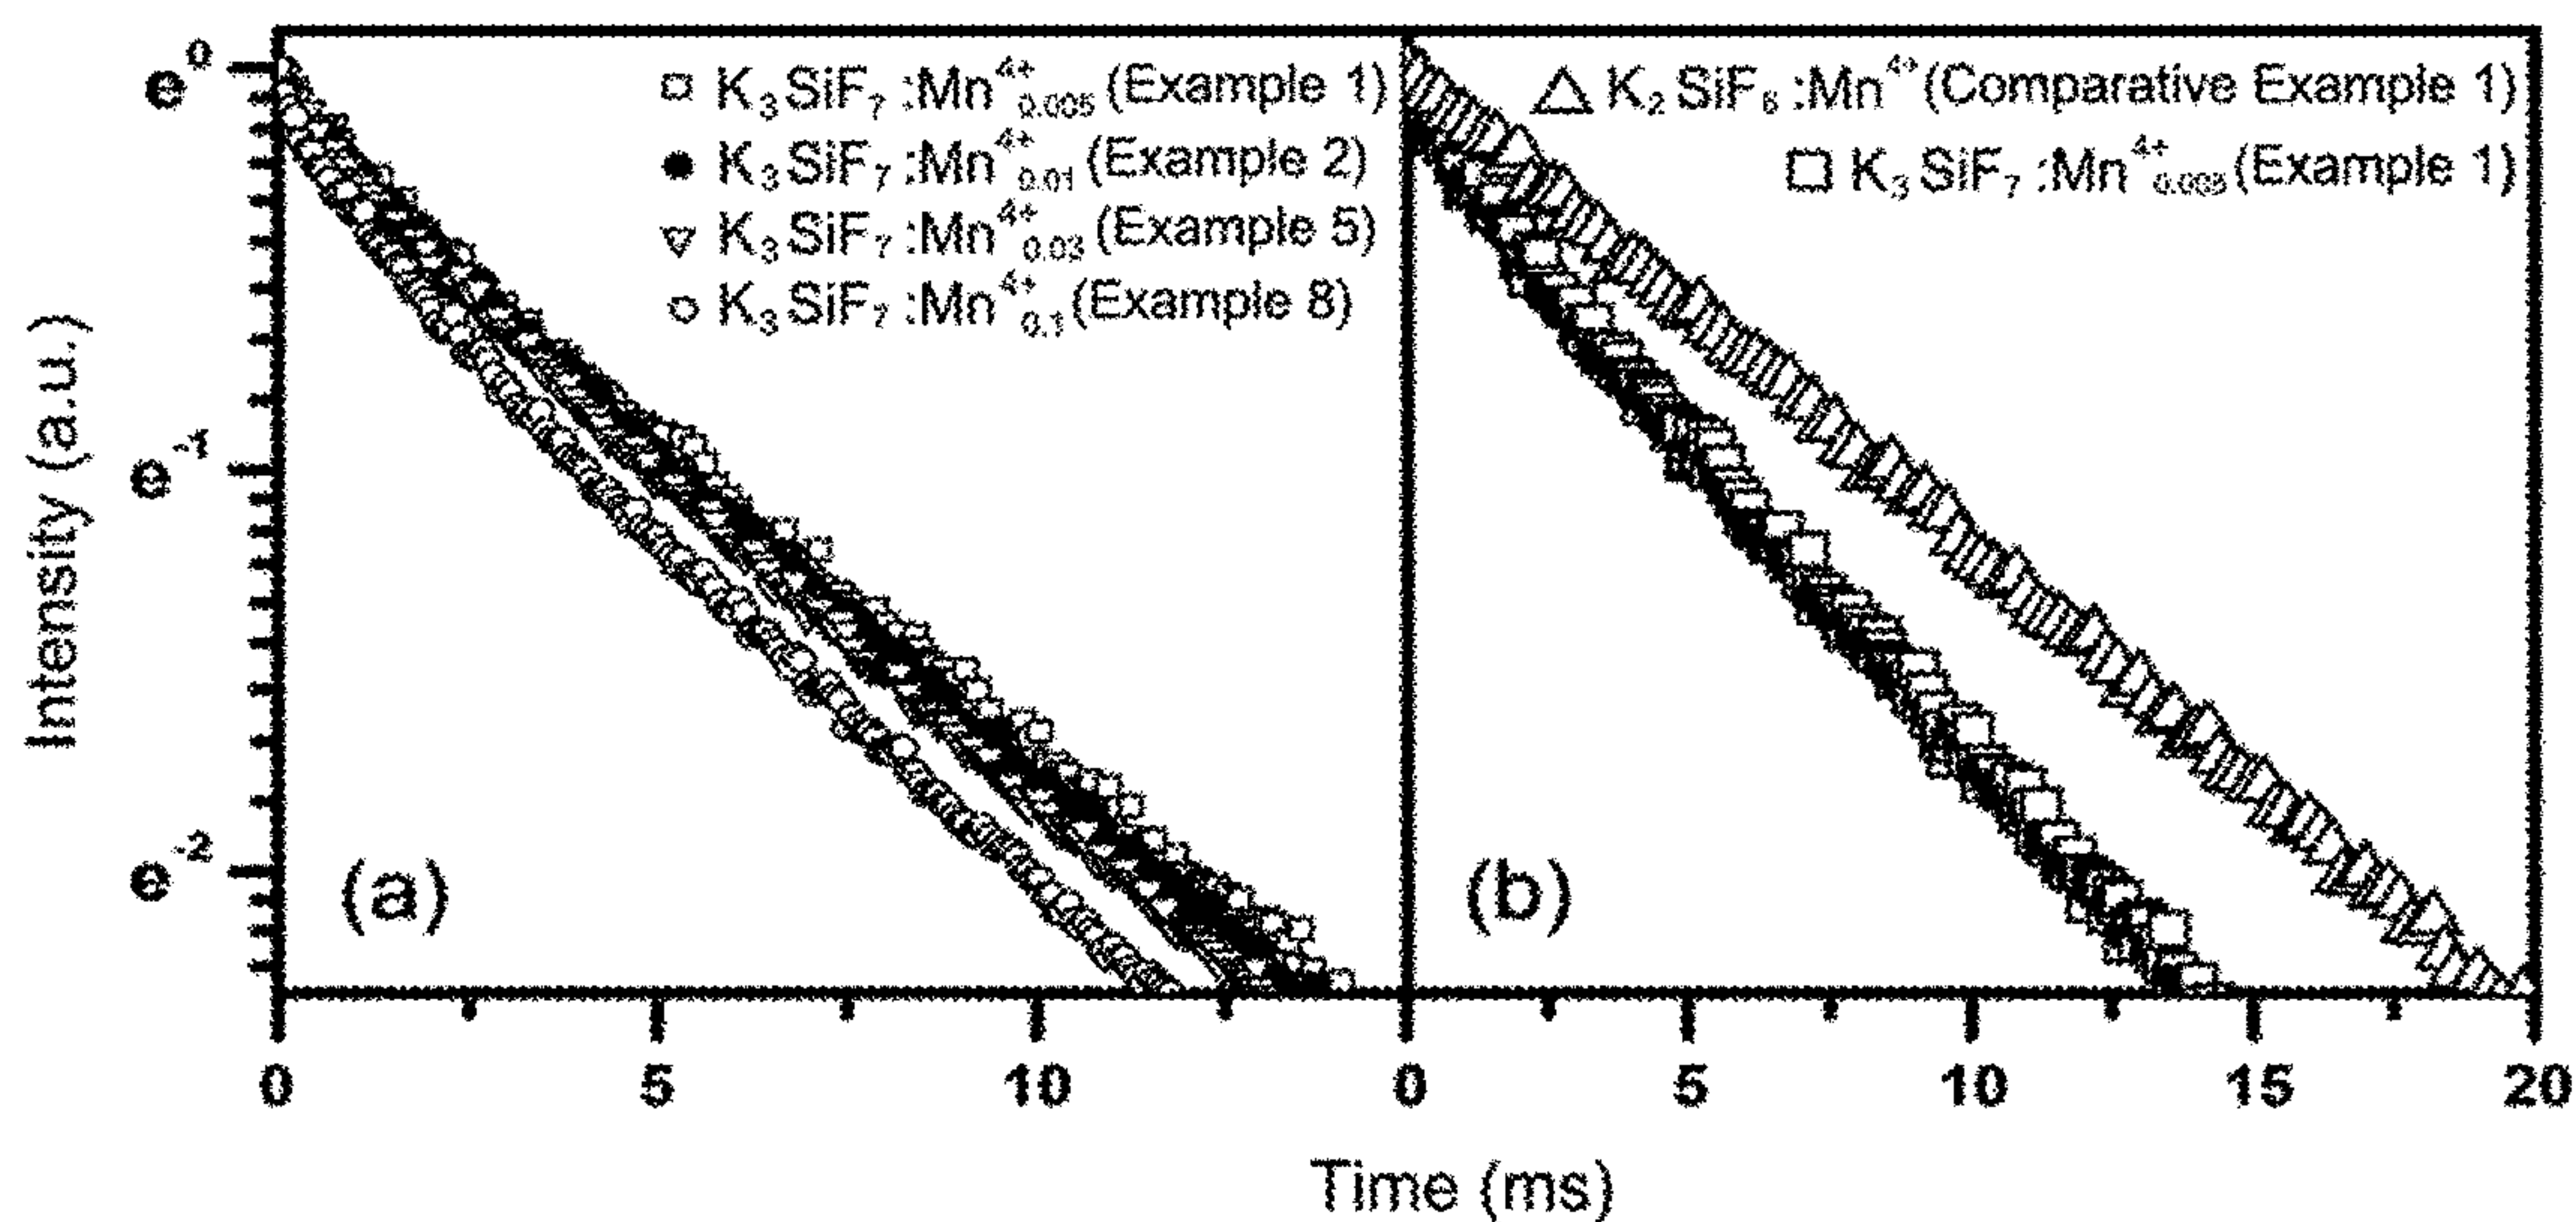 e⁰
e⁻¹
e⁻²
Intensity (a.u.)
□ K₃SiF₇:Mn⁴⁺₀.₀₀₅ (Example 1)
● K₃SiF₇:Mn⁴⁺₀.₀₁ (Example 2)
▽ K₃SiF₇:Mn⁴⁺₀.₀₃ (Example 5)
○ K₃SiF₇:Mn⁴⁺₀.₁ (Example 8)
(a)
△ K₂SiF₆:Mn⁴⁺ (Comparative Example 1)
□ K₃SiF₇:Mn⁴⁺₀.₀₀₅ (Example 1)
(b)
0 5 10 0 5 10 15 20
Time (ms)